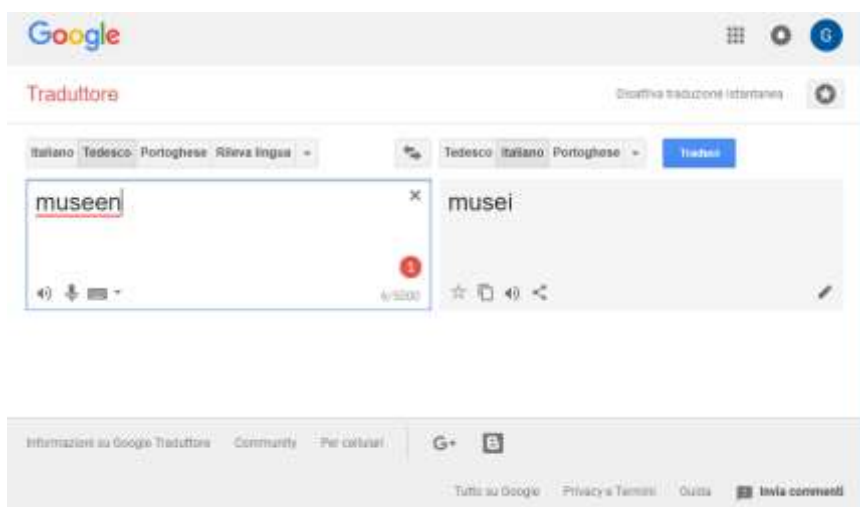 Google
G
Traduttore
Disattiva traduzione istantanea
Italiano Tedesco Portoghese Rileva lingua
Tedesco Italiano Portoghese
Traduci
museen
musei
1
6/5000
Informazioni su Google Traduttore Community Per cellulari G+
Tutto su Google Privacy e Termini Guida Invia commenti